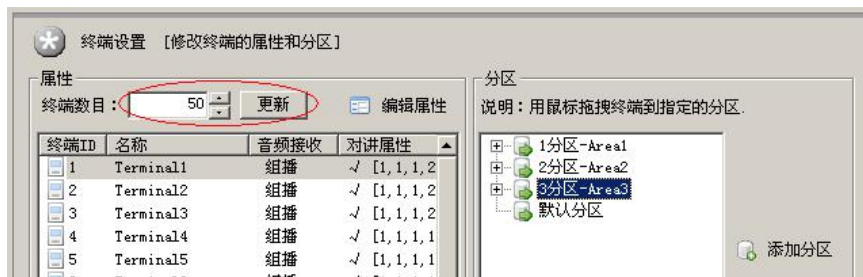 终端设置 [修改终端的属性和分区]
属性
终端数目： 50 更新 编辑属性
终端ID 名称 音频接收 对讲属性
1 Terminal1 组播 √ [1,1,1,2
2 Terminal2 组播 √ [1,1,1,2
3 Terminal3 组播 √ [1,1,1,2
4 Terminal4 组播 √ [1,1,1,1
5 Terminal5 组播 √ [1,1,1,1
分区
说明：用鼠标拖拽终端到指定的分区.
1分区-Area1
2分区-Area2
3分区-Area3
默认分区
添加分区